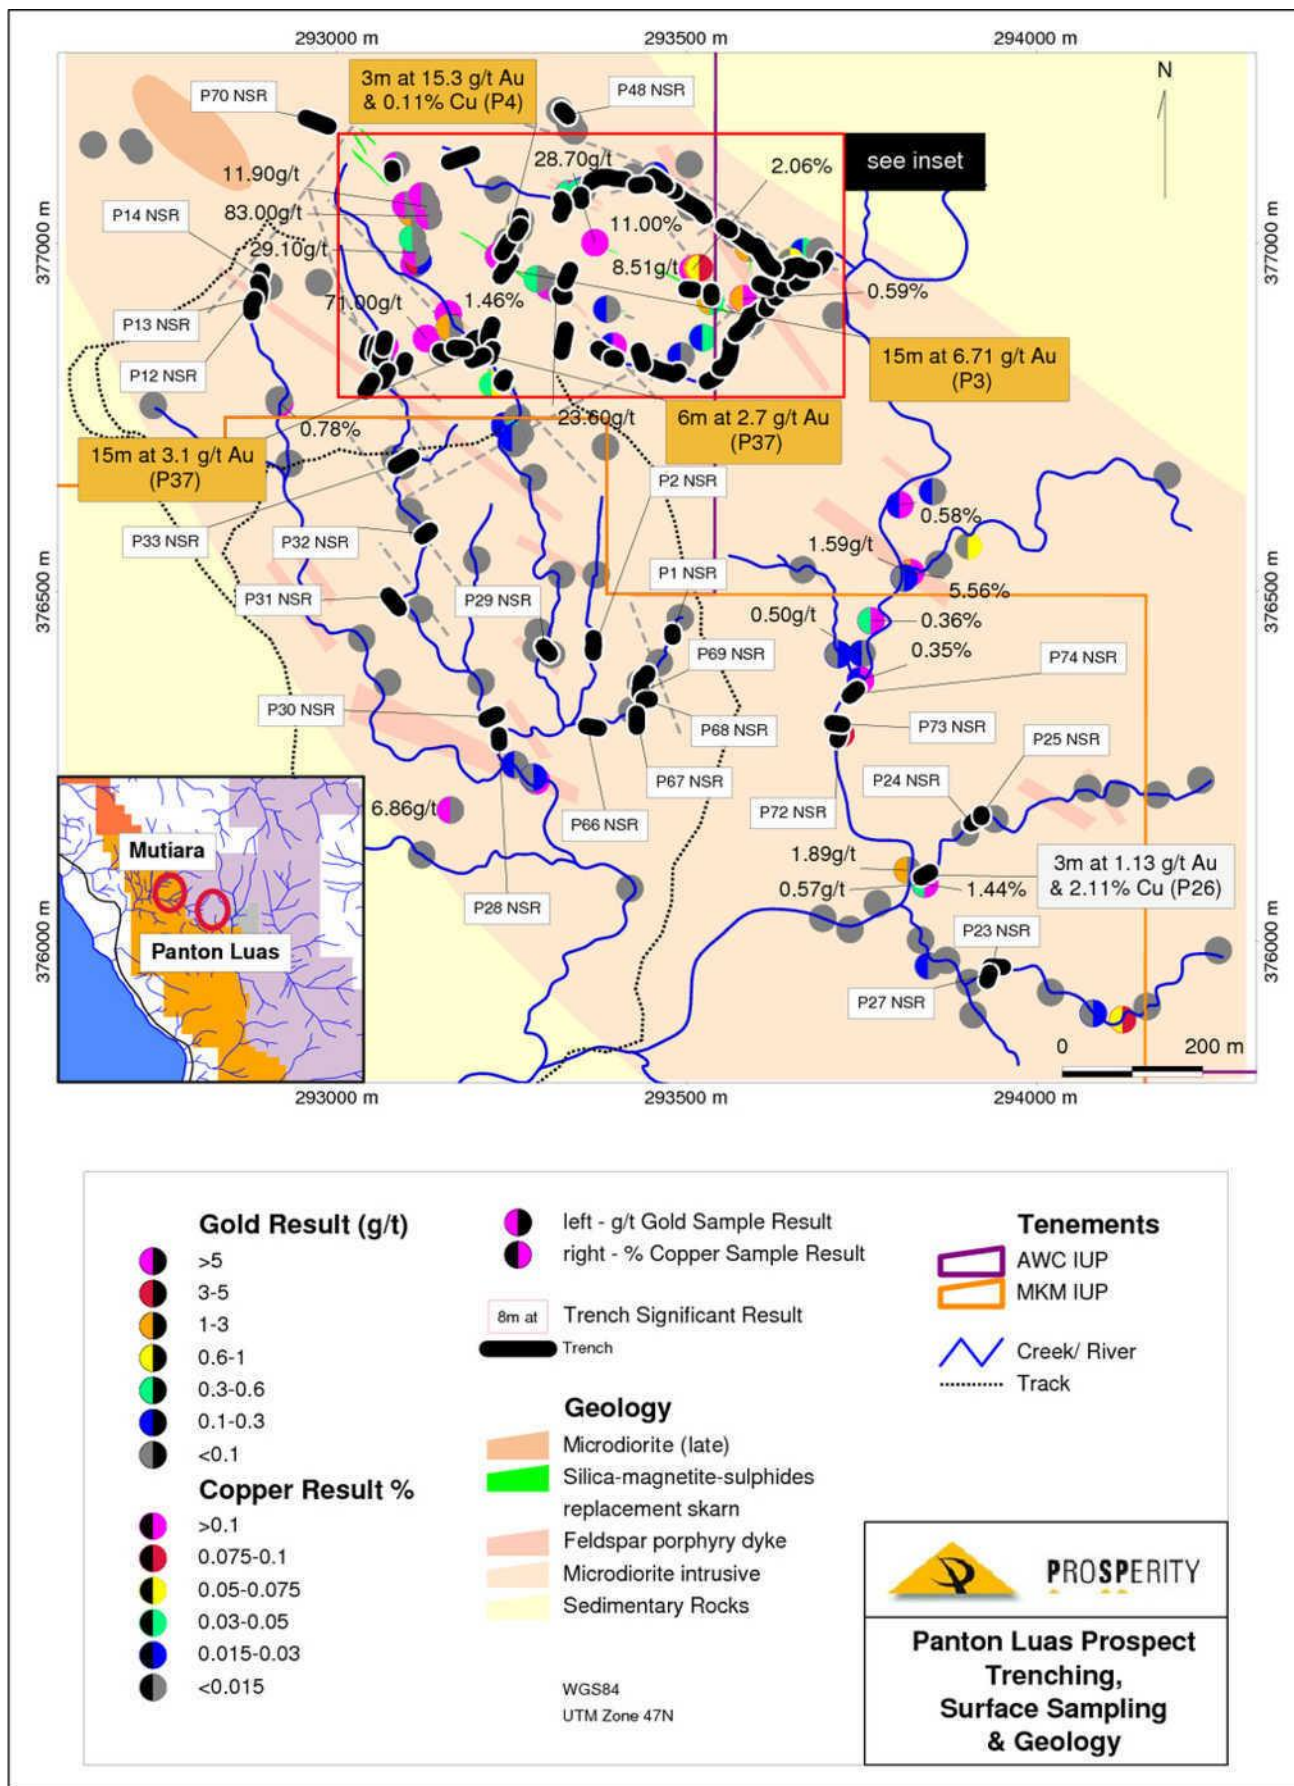 293000 m
293500 m
294000 m
N
P70 NSR
3m at 15.3 g/t Au
& 0.11% Cu (P4)
P48 NSR
see inset
11.90g/t
28.70g/t
2.06%
P14 NSR
83.00g/t
11.00%
377000 m
377000 m
29.10g/t
8.51g/t
0.59%
71.00g/t
1.46%
P13 NSR
15m at 6.71 g/t Au
(P3)
P12 NSR
23.60g/t
6m at 2.7 g/t Au
(P37)
0.78%
15m at 3.1 g/t Au
(P37)
P2 NSR
0.58%
P33 NSR
P32 NSR
1.59g/t
P1 NSR
5.56%
376500 m
376500 m
P31 NSR
P29 NSR
0.50g/t
0.36%
0.35%
P69 NSR
P74 NSR
P30 NSR
P68 NSR
P73 NSR
P25 NSR
P67 NSR
P24 NSR
6.86g/t
P66 NSR
P72 NSR
Mutiara
1.89g/t
3m at 1.13 g/t Au
& 2.11% Cu (P26)
0.57g/t
1.44%
P28 NSR
376000 m
376000 m
P23 NSR
Panton Luas
P27 NSR
0
200 m
293000 m
293500 m
294000 m
Gold Result (g/t)
>5
3-5
1-3
0.6-1
0.3-0.6
0.1-0.3
<0.1
Copper Result %
>0.1
0.075-0.1
0.05-0.075
0.03-0.05
0.015-0.03
<0.015
left - g/t Gold Sample Result
right - % Copper Sample Result
8m at
Trench Significant Result
Trench
Geology
Microdiorite (late)
Silica-magnetite-sulphides
replacement skarn
Feldspar porphyry dyke
Microdiorite intrusive
Sedimentary Rocks
WGS84
UTM Zone 47N
Tenements
AWC IUP
MKM IUP
Creek/ River
Track
PROSPERITY
Panton Luas Prospect
Trenching,
Surface Sampling
& Geology